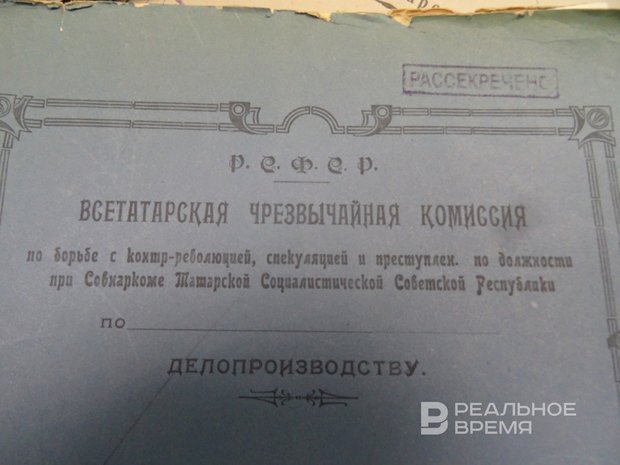 РАССЕКРЕЧЕНО
Р. С. Ф. С. Р.
ВСЕТАТАРСКАЯ ЧРЕЗВЫЧАЙНАЯ КОМИССИЯ
по борьбе с контр-революцией, спекуляцией и преступлен. по должности
при Совнаркоме Татарской Социалистической Советской Республики
ПО
ДЕЛОПРОИЗВОДСТВУ.
РЕАЛЬНОЕ
ВРЕМЯ